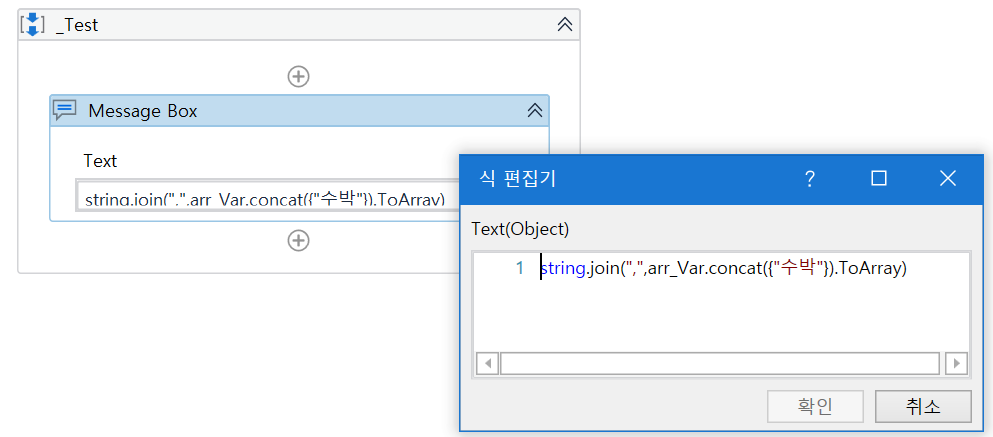 _Test
Message Box
Text
string.join(",",arr_Var.concat({"수박"}).ToArray)
식 편집기
?
Text(Object)
1 string.join(",",arr_Var.concat({"수박"}).ToArray)
확인 취소